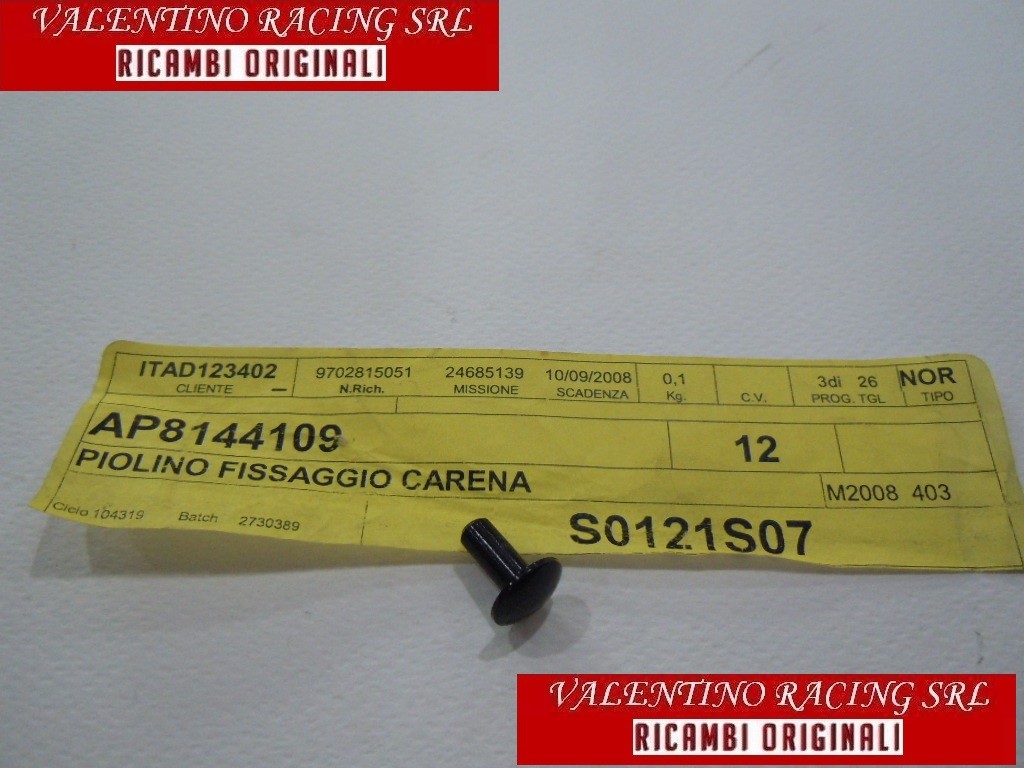 VALENTINO RACING SRL
RICAMBI ORIGINALI
ITAD123402 9702815051 24685139 10/09/2008 0,1 3di 26 NOR
CLIENTE – N.Rich. MISSIONE SCADENZA Kg. C.V. PROG. TGL TIPO
AP8144109 12
PIOLINO FISSAGGIO CARENA M2008 403
Ciclo 104319 Batch 2730389 S0121S07
VALENTINO RACING SRL
RICAMBI ORIGINALI